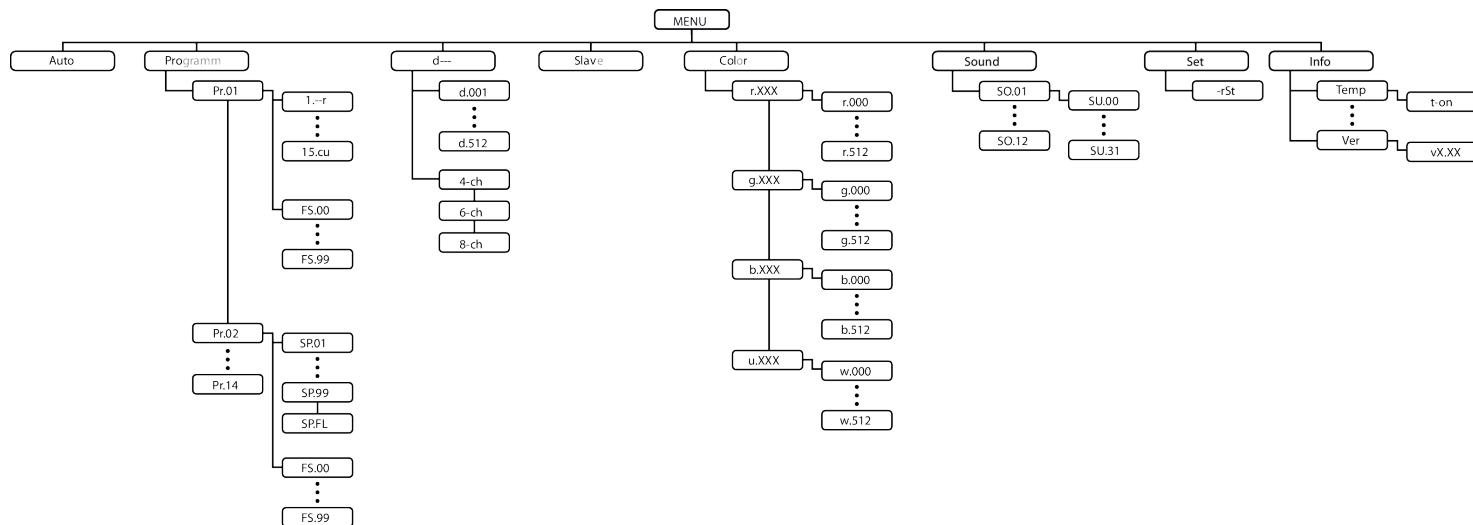 MENU
Auto
Programm
d---
Slave
Color
Sound
Set
Info
Pr.01
1.--r
15.cu
FS.00
FS.99
Pr.02
Pr.14
SP.01
SP.99
SP.FL
FS.00
FS.99
d.001
d.512
4-ch
6-ch
8-ch
r.XXX
r.000
r.512
g.XXX
g.000
g.512
b.XXX
b.000
b.512
u.XXX
w.000
w.512
SO.01
SO.12
SU.00
SU.31
-rSt
Temp
t-on
Ver
vX.XX